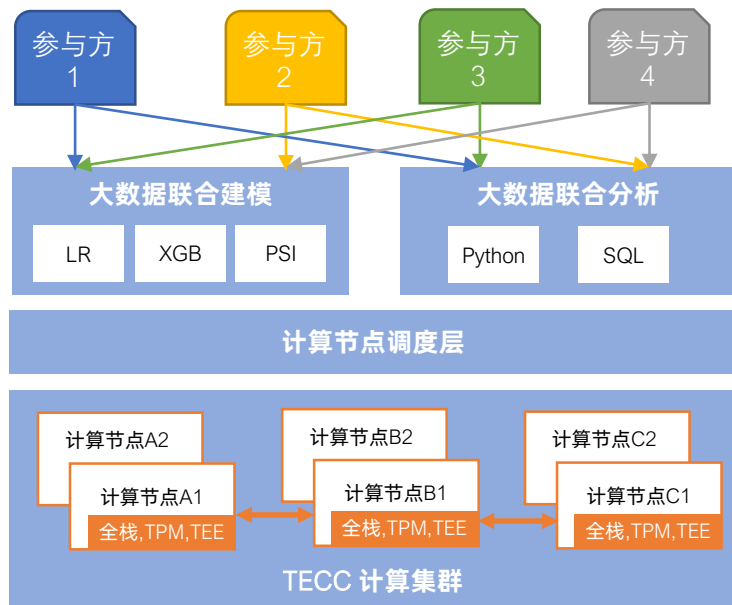 参与方
1
参与方
2
参与方
3
参与方
4
大数据联合建模
LR
XGB
PSI
大数据联合分析
Python
SQL
计算节点调度层
计算节点A2
计算节点A1
全栈,TPM,TEE
计算节点B2
计算节点B1
全栈,TPM,TEE
计算节点C2
计算节点C1
全栈,TPM,TEE
TECC 计算集群